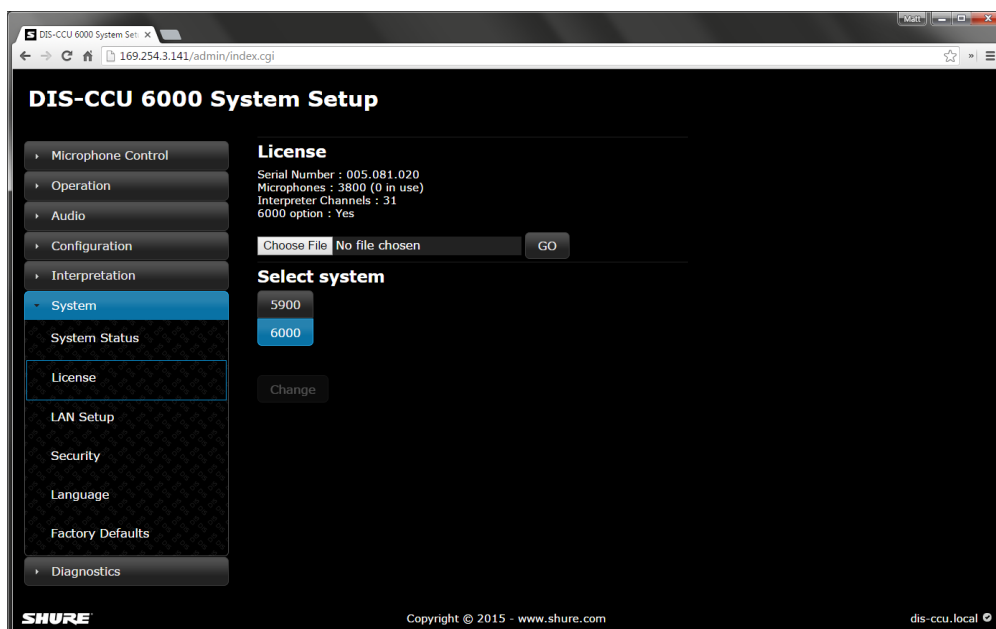 Matt
DIS-CCU 6000 System Set
169.254.3.141/admin/index.cgi
DIS-CCU 6000 System Setup
Microphone Control
Operation
Audio
Configuration
Interpretation
System
System Status
License
LAN Setup
Security
Language
Factory Defaults
Diagnostics
License
Serial Number : 005.081.020
Microphones : 3800 (0 in use)
Interpreter Channels : 31
6000 option : Yes
Choose File No file chosen GO
Select system
5900
6000
Change
SHURE Copyright © 2015 - www.shure.com dis-ccu.local